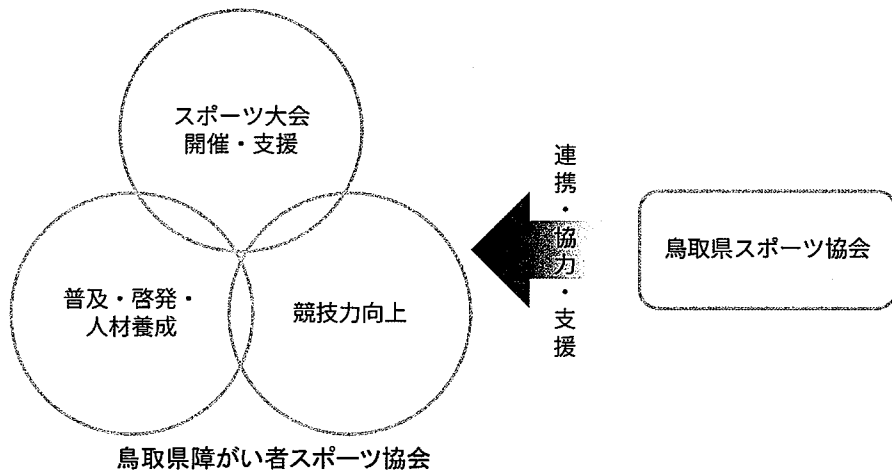 スポーツ大会
開催・支援
普及・啓発・
人材養成
競技力向上
連携・協力・支援
鳥取県スポーツ協会
鳥取県障がい者スポーツ協会